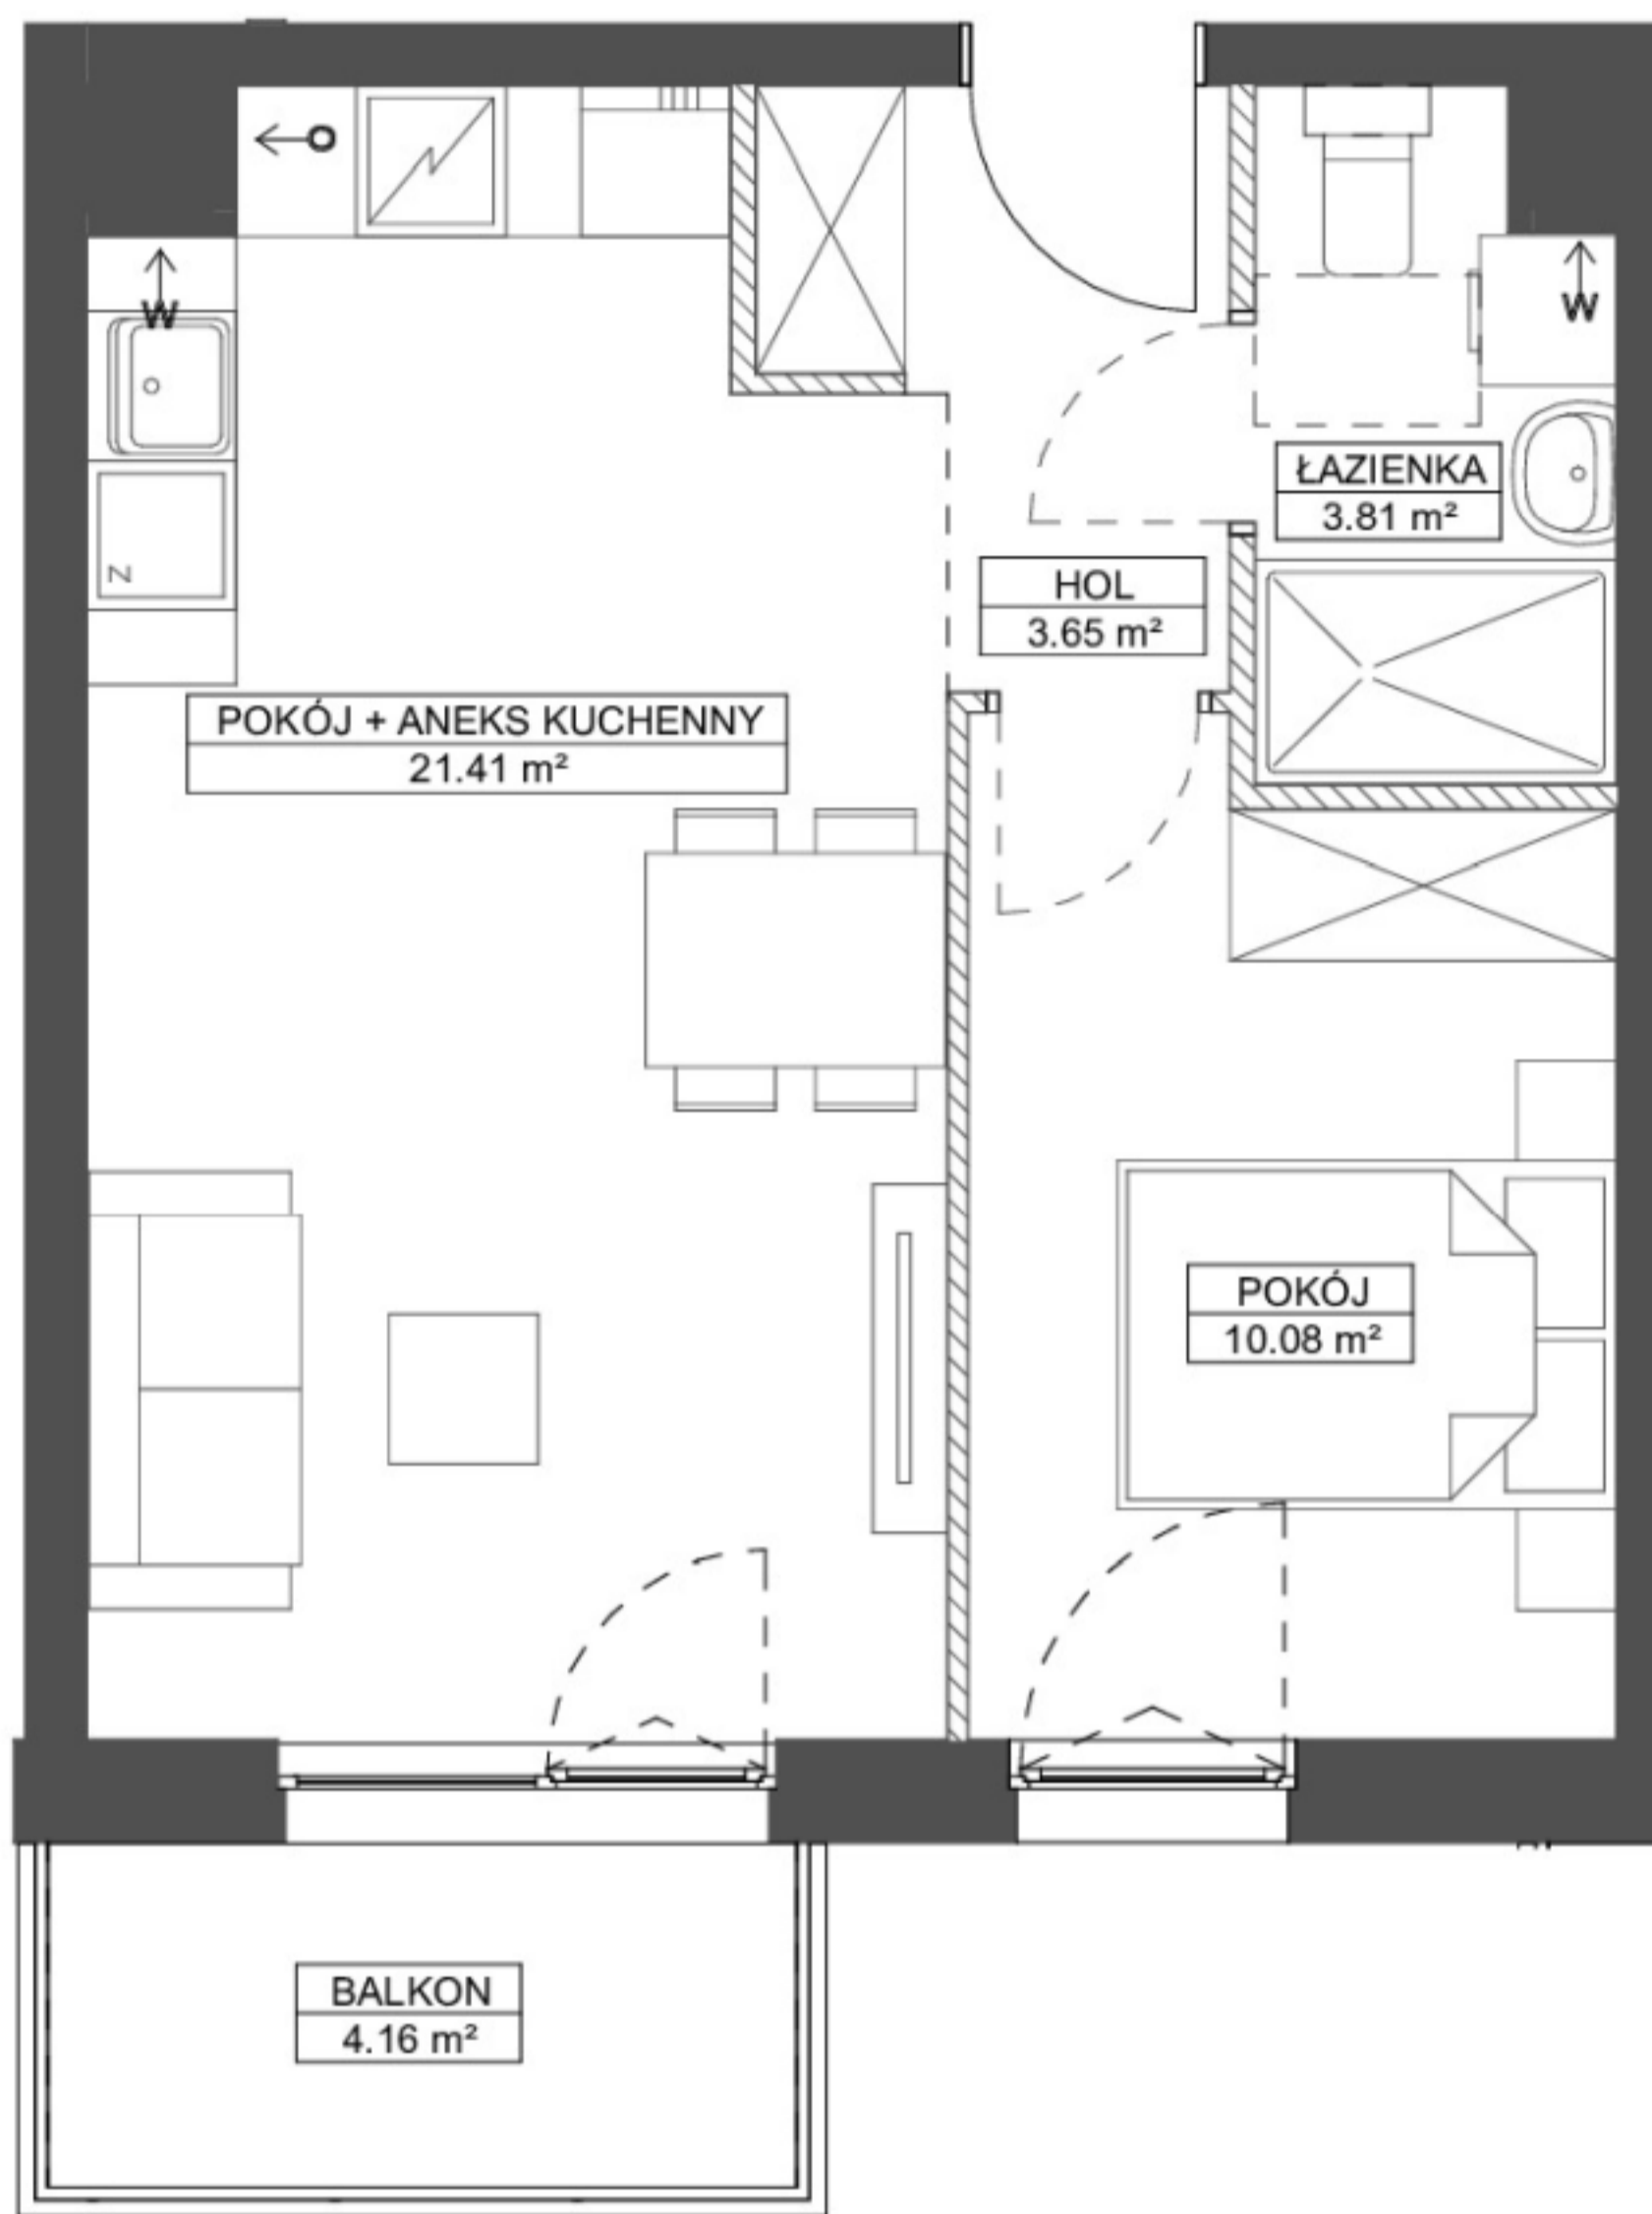 O
W
W
Z
ŁAZIENKA
3.81 m²
HOL
3.65 m²
POKÓJ + ANEKS KUCHENNY
21.41 m²
POKÓJ
10.08 m²
BALKON
4.16 m²